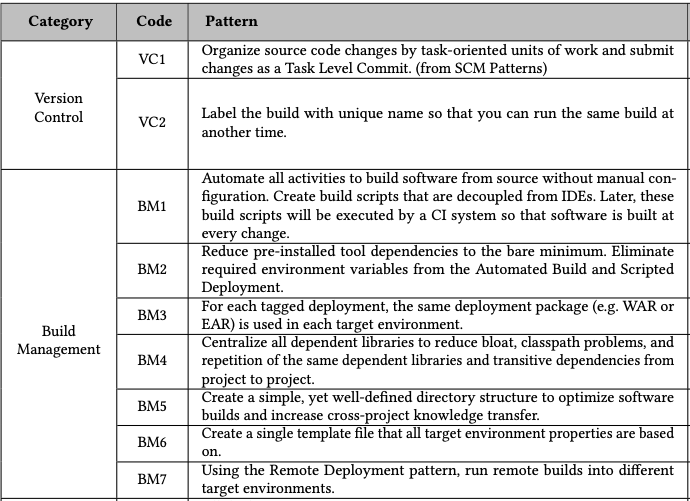 Category Code Pattern
VC1
Organize source code changes by task-oriented units of work and submit
changes as a Task Level Commit. (from SCM Patterns)
Version
Control
VC2
Label the build with unique name so that you can run the same build at
another time.
BM1
Automate all activities to build software from source without manual con-
figuration. Create build scripts that are decoupled from IDEs. Later, these
build scripts will be executed by a CI system so that software is built at
every change.
BM2
Reduce pre-installed tool dependencies to the bare minimum. Eliminate
required environment variables from the Automated Build and Scripted
Deployment.
BM3
For each tagged deployment, the same deployment package (e.g. WAR or
EAR) is used in each target environment.
Build
Management
BM4
Centralize all dependent libraries to reduce bloat, classpath problems, and
repetition of the same dependent libraries and transitive dependencies from
project to project.
BM5
Create a simple, yet well-defined directory structure to optimize software
builds and increase cross-project knowledge transfer.
BM6
Create a single template file that all target environment properties are based
on.
BM7
Using the Remote Deployment pattern, run remote builds into different
target environments.